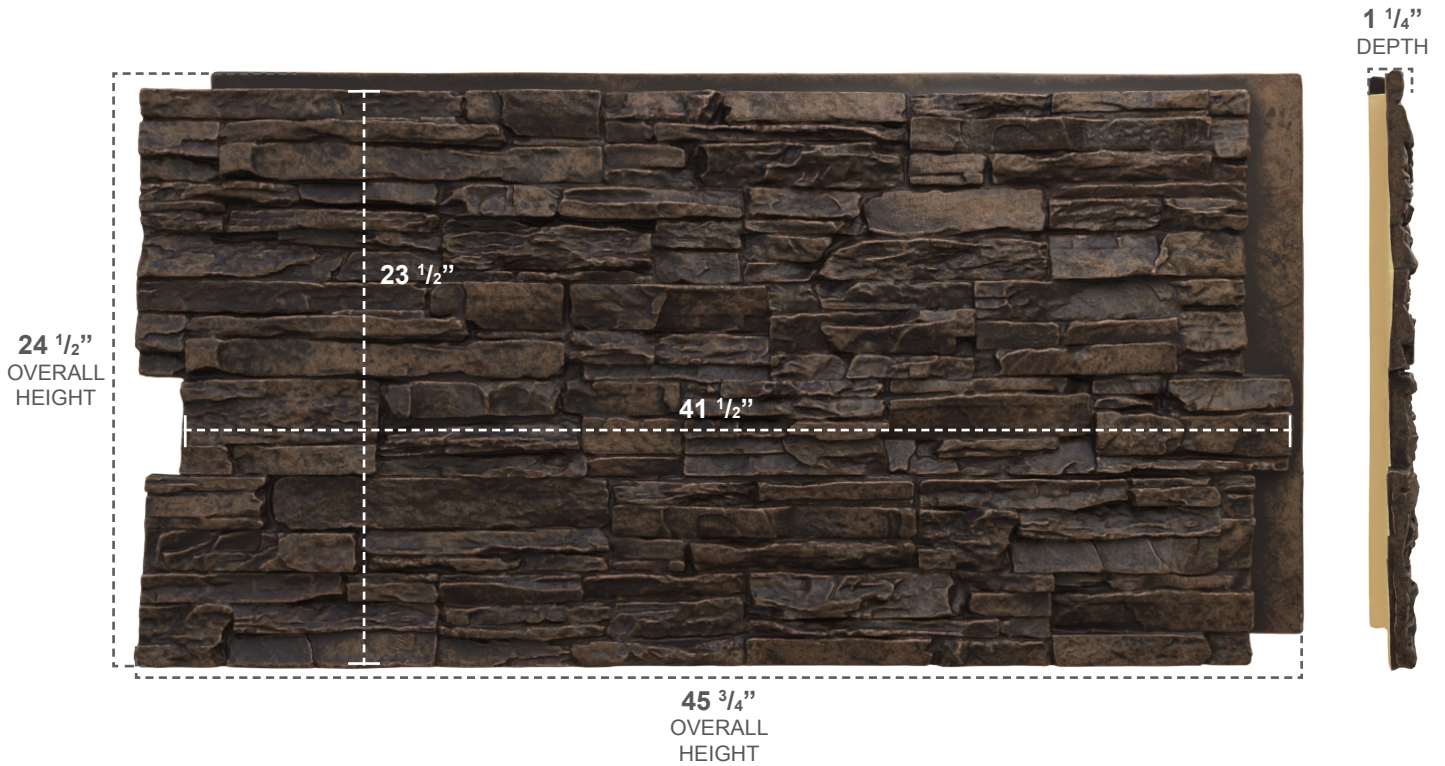 1 1/4”
DEPTH
23 1/2”
24 1/2”
OVERALL
HEIGHT
41 1/2”
45 3/4”
OVERALL
HEIGHT